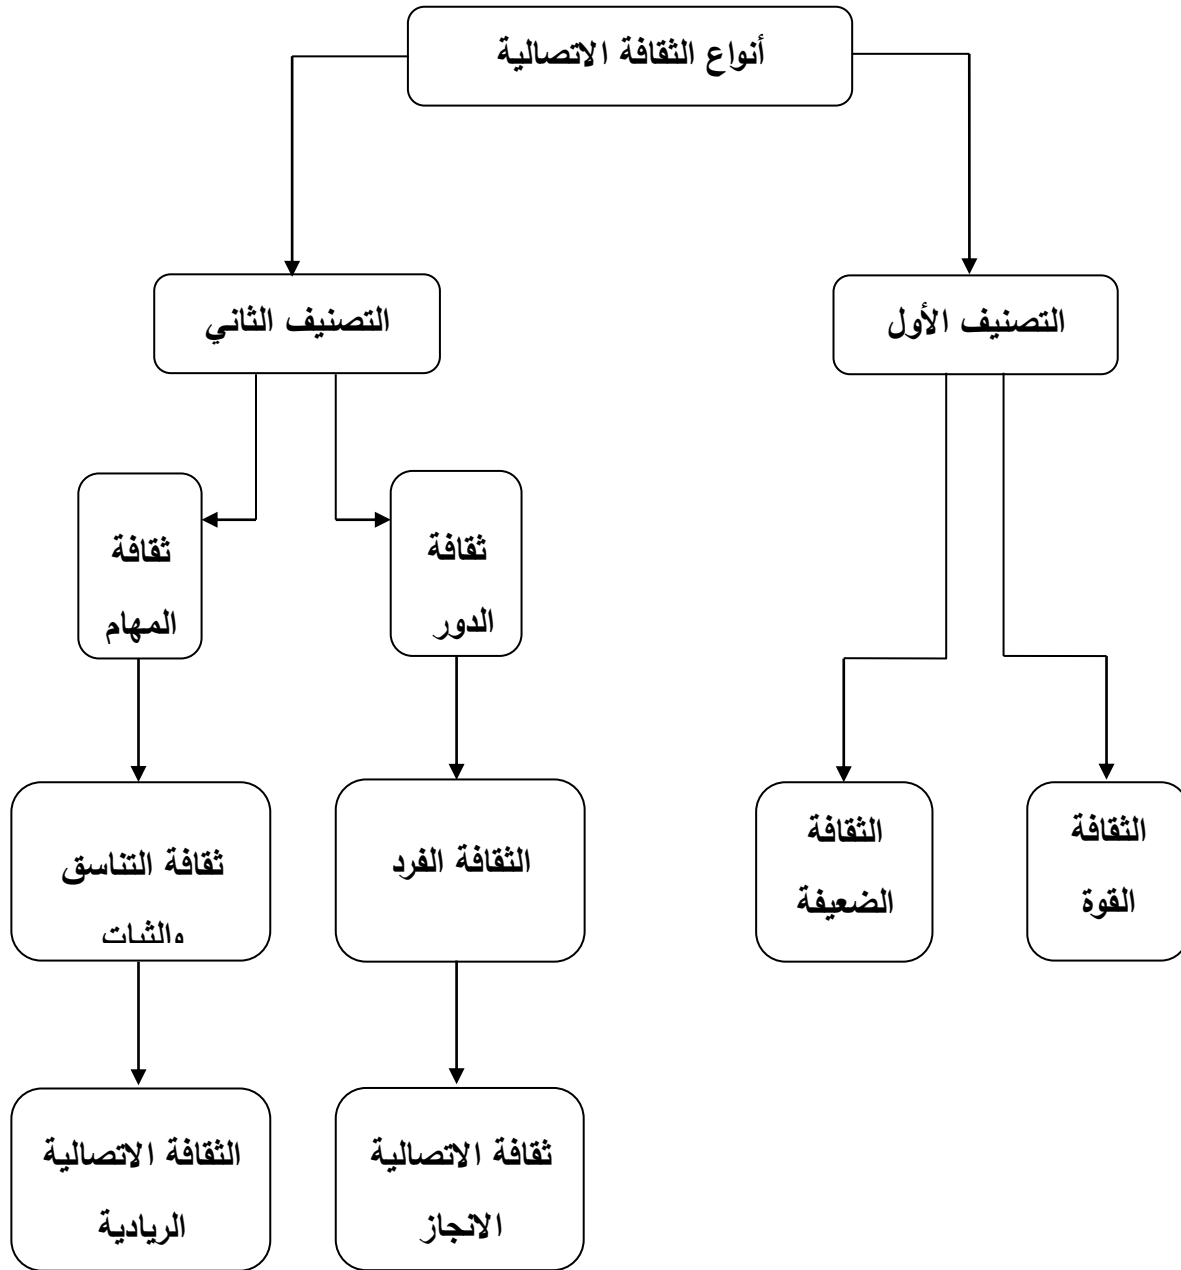 أنواع الثقافة الاتصالية
التصنيف الأول
التصنيف الثاني
ثقافة
الدور
ثقافة
المهام
الثقافة
القوة
الثقافة
الضعيفة
الثقافة الفرد
ثقافة التناسق
والثبات
ثقافة الاتصالية
الانجاز
الثقافة الاتصالية
الريادية